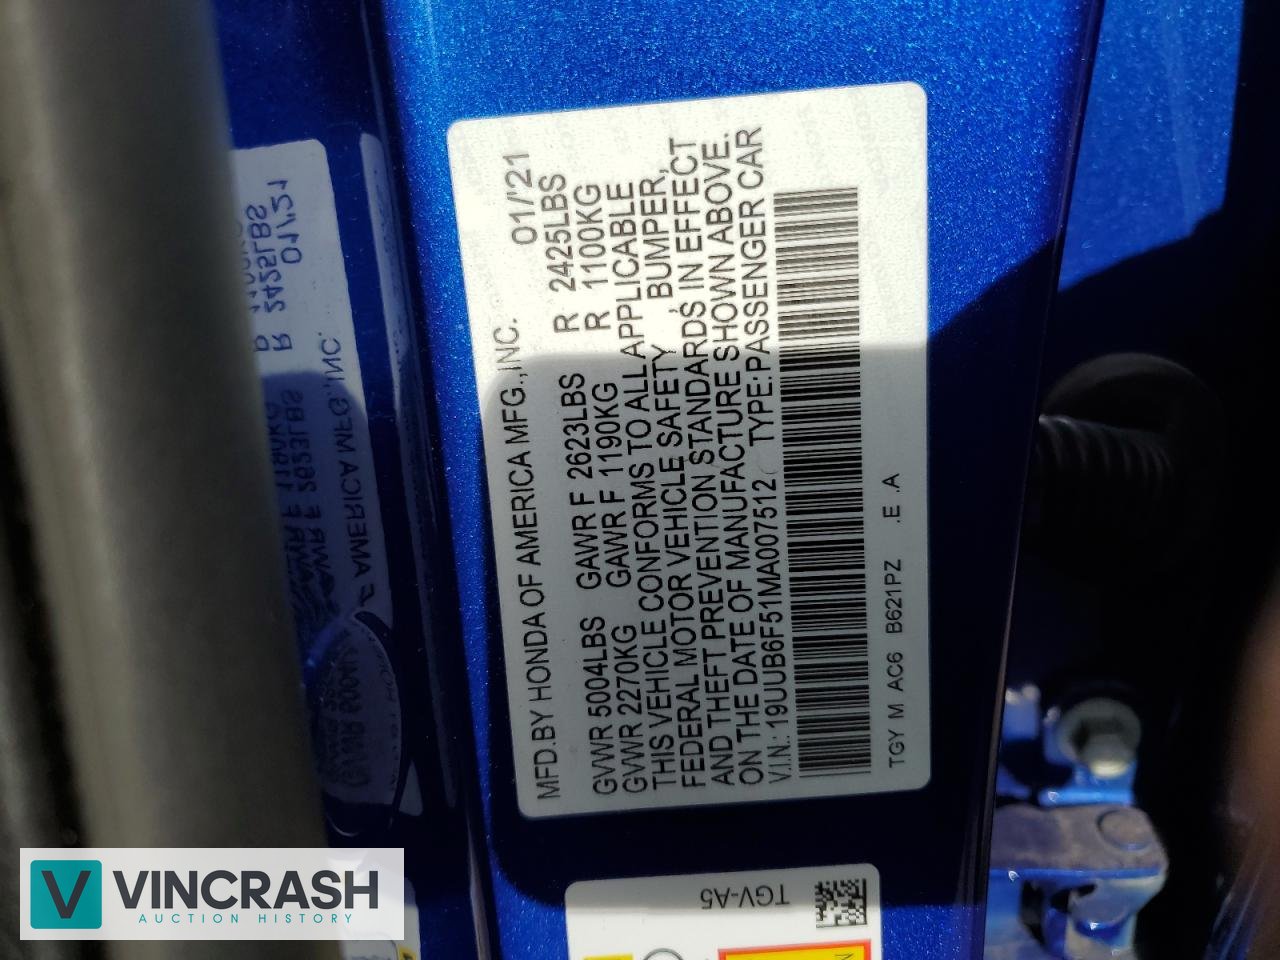 MFD.BY HONDA OF AMERICA MFG.,INC. 01/'21
GVWR 5004LBS GAWR F 2623LBS R 2425LBS
GVWR 2270KG GAWR F 1190KG R 1100KG
THIS VEHICLE CONFORMS TO ALL APPLICABLE
FEDERAL MOTOR VEHICLE SAFETY , BUMPER,
AND THEFT PREVENTION STANDARDS IN EFFECT
ON THE DATE OF MANUFACTURE SHOWN ABOVE.
V.I.N.: 19UUB6F51MA007512 TYPE:PASSENGER CAR
TGY M AC6 B621PZ .E .A
TGV-A5
V VINCRASH
AUCTION HISTORY